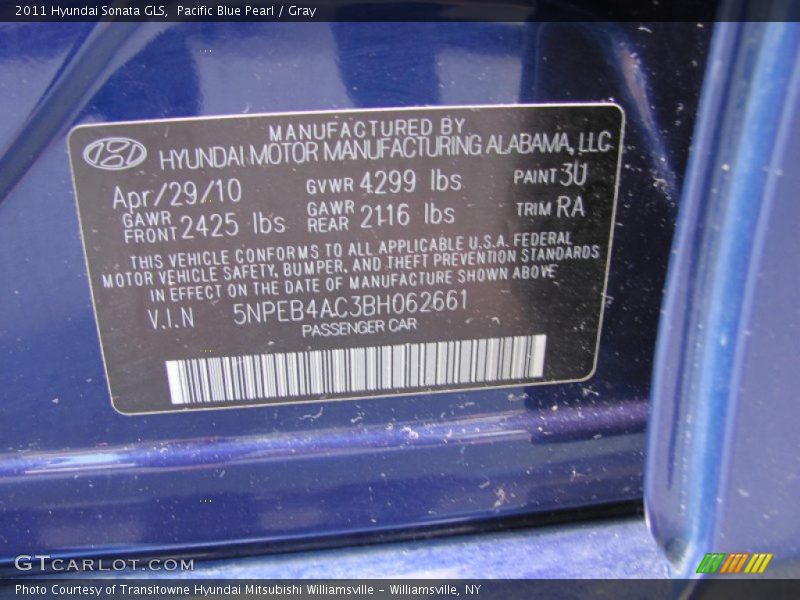 2011 Hyundai Sonata GLS, Pacific Blue Pearl / Gray
MANUFACTURED BY
HYUNDAI MOTOR MANUFACTURING ALABAMA, LLC
Apr/29/10 GVWR 4299 lbs PAINT 3U
GAWR FRONT 2425 lbs GAWR REAR 2116 lbs TRIM RA
THIS VEHICLE CONFORMS TO ALL APPLICABLE U.S.A. FEDERAL
MOTOR VEHICLE SAFETY, BUMPER, AND THEFT PREVENTION STANDARDS
IN EFFECT ON THE DATE OF MANUFACTURE SHOWN ABOVE
V.I.N 5NPEB4AC3BH062661
PASSENGER CAR
GTCARLOT.COM
Photo Courtesy of Transitowne Hyundai Mitsubishi Williamsville – Williamsville, NY